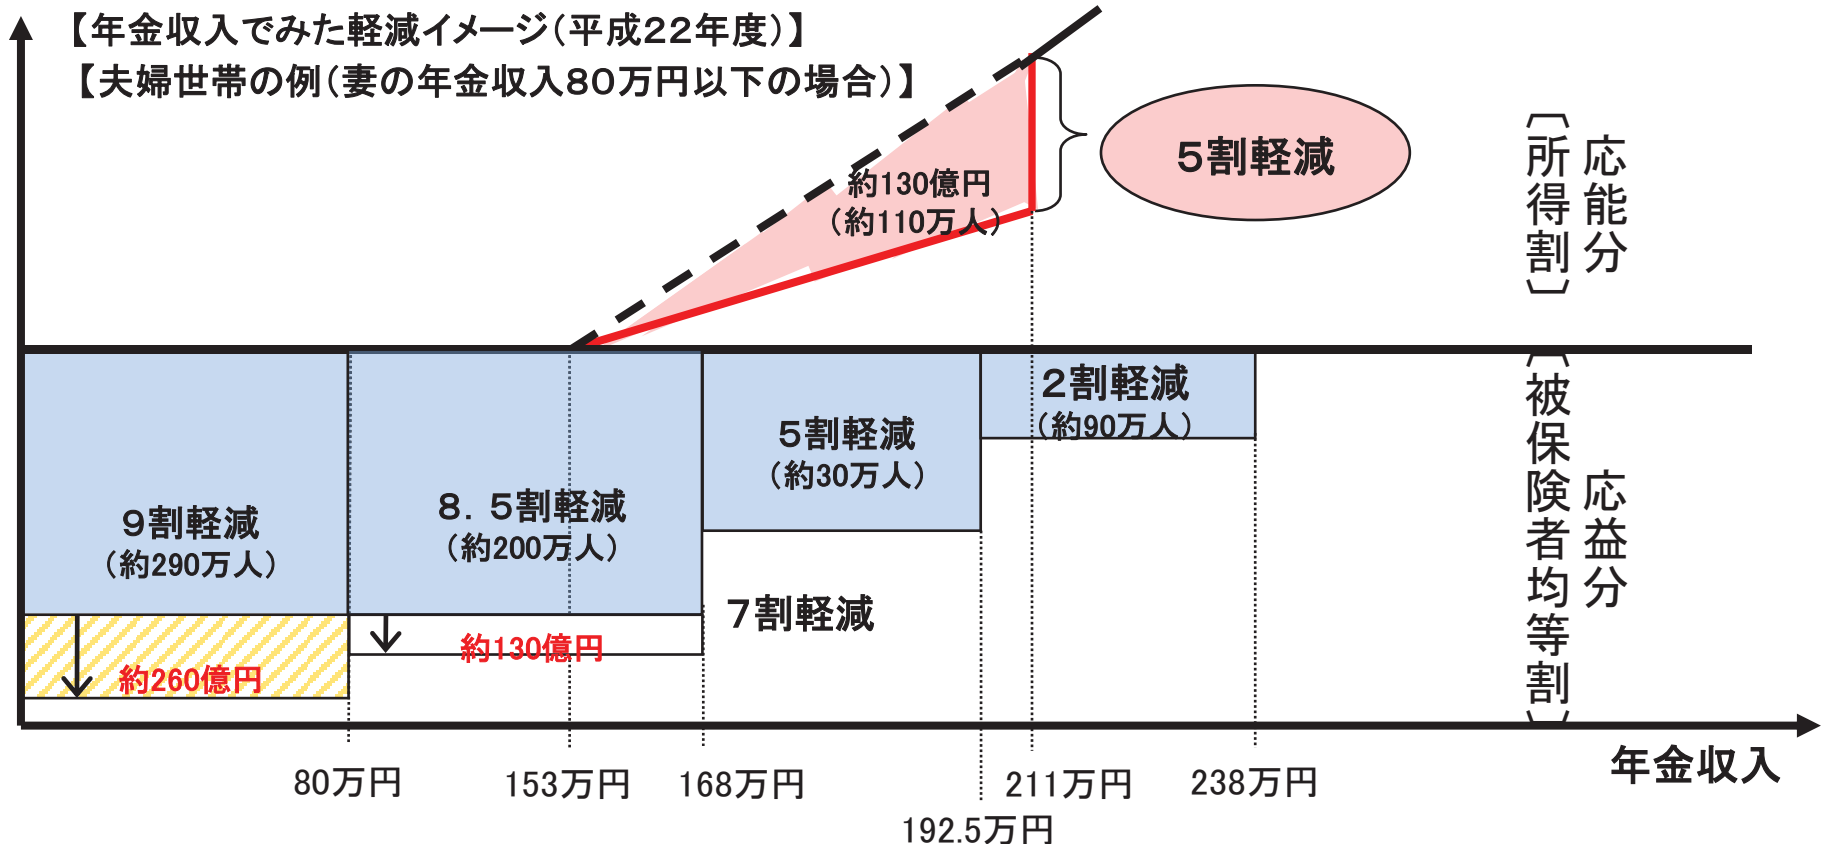 【年金収入でみた軽減イメージ（平成２２年度）】
【夫婦世帯の例（妻の年金収入８０万円以下の場合）】
５割軽減
約130億円
（約110万人）
応能分
〔所得割〕
２割軽減
（約90万人）
５割軽減
（約30万人）
８．５割軽減
（約200万人）
９割軽減
（約290万人）
７割軽減
約130億円
約260億円
応益分
〔被保険者均等割〕
年金収入
80万円
153万円
168万円
211万円
238万円
192.5万円